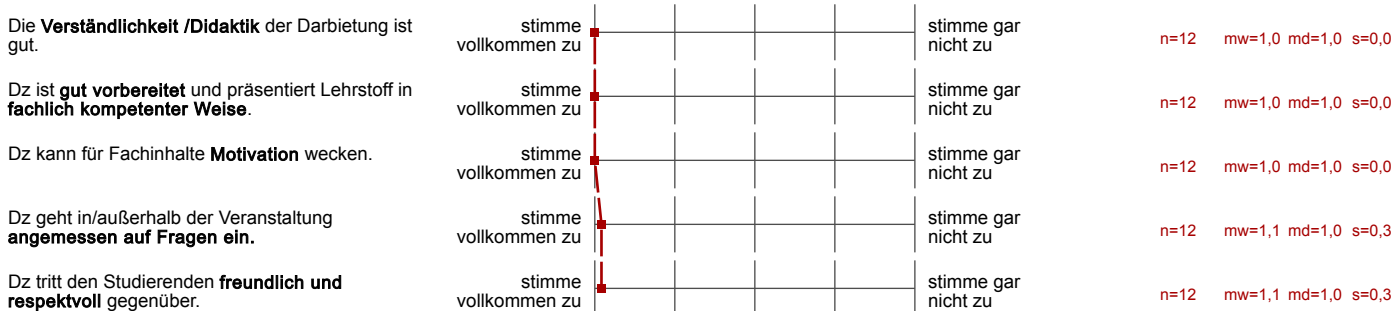 Die Verständlichkeit /Didaktik der Darbietung ist
gut.
stimme
vollkommen zu
stimme gar
nicht zu
n=12 mw=1,0 md=1,0 s=0,0
Dz ist gut vorbereitet und präsentiert Lehrstoff in
fachlich kompetenter Weise.
stimme
vollkommen zu
stimme gar
nicht zu
n=12 mw=1,0 md=1,0 s=0,0
Dz kann für Fachinhalte Motivation wecken.
stimme
vollkommen zu
stimme gar
nicht zu
n=12 mw=1,0 md=1,0 s=0,0
Dz geht in/außerhalb der Veranstaltung
angemessen auf Fragen ein.
stimme
vollkommen zu
stimme gar
nicht zu
n=12 mw=1,1 md=1,0 s=0,3
Dz tritt den Studierenden freundlich und
respektvoll gegenüber.
stimme
vollkommen zu
stimme gar
nicht zu
n=12 mw=1,1 md=1,0 s=0,3